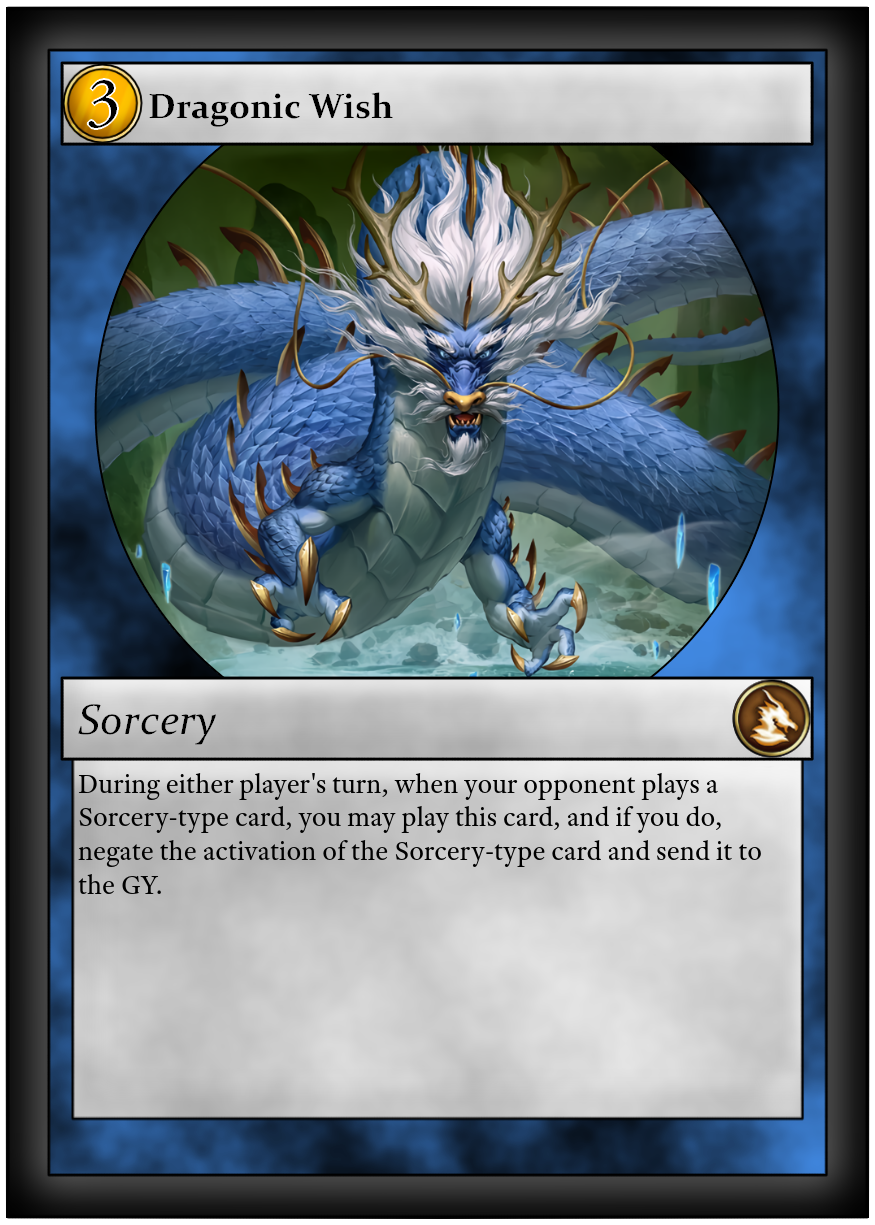 3 Dragonic Wish
Sorcery
During either player's turn, when your opponent plays a
Sorcery-type card, you may play this card, and if you do,
negate the activation of the Sorcery-type card and send it to
the GY.